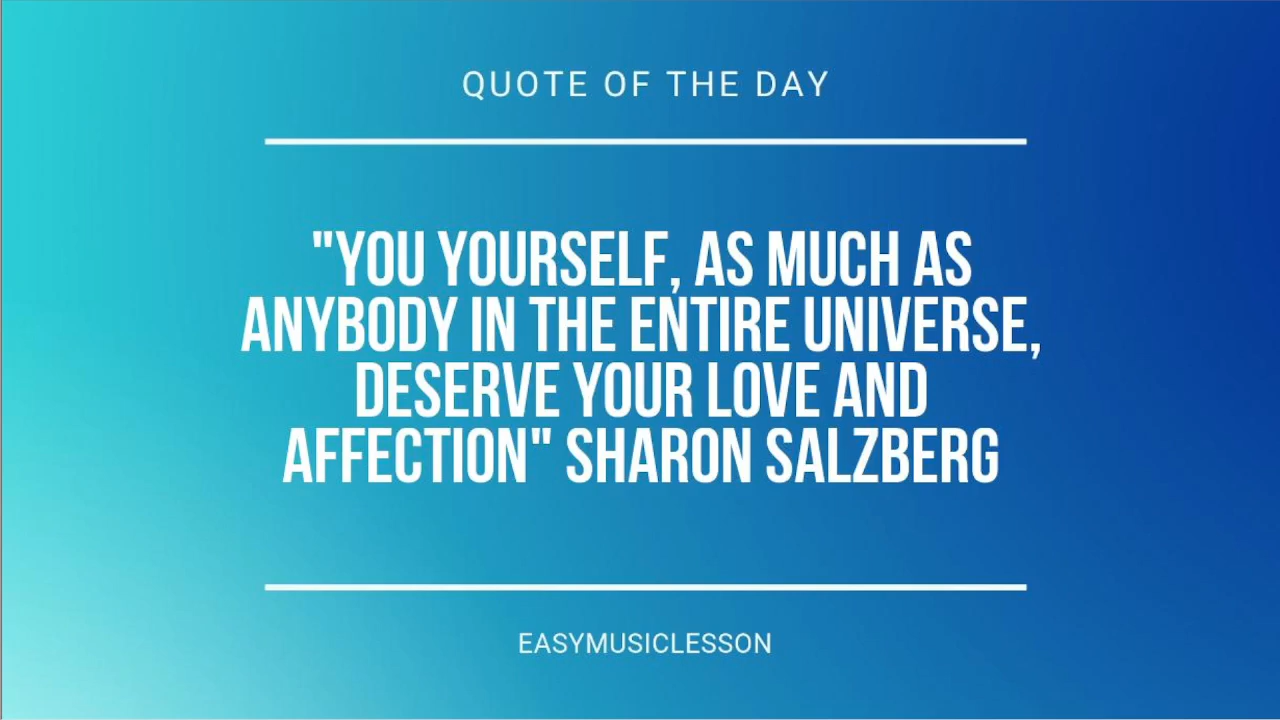 QUOTE OF THE DAY
"YOU YOURSELF, AS MUCH AS
ANYBODY IN THE ENTIRE UNIVERSE,
DESERVE YOUR LOVE AND
AFFECTION" SHARON SALZBERG
EASYMUSICLESSON